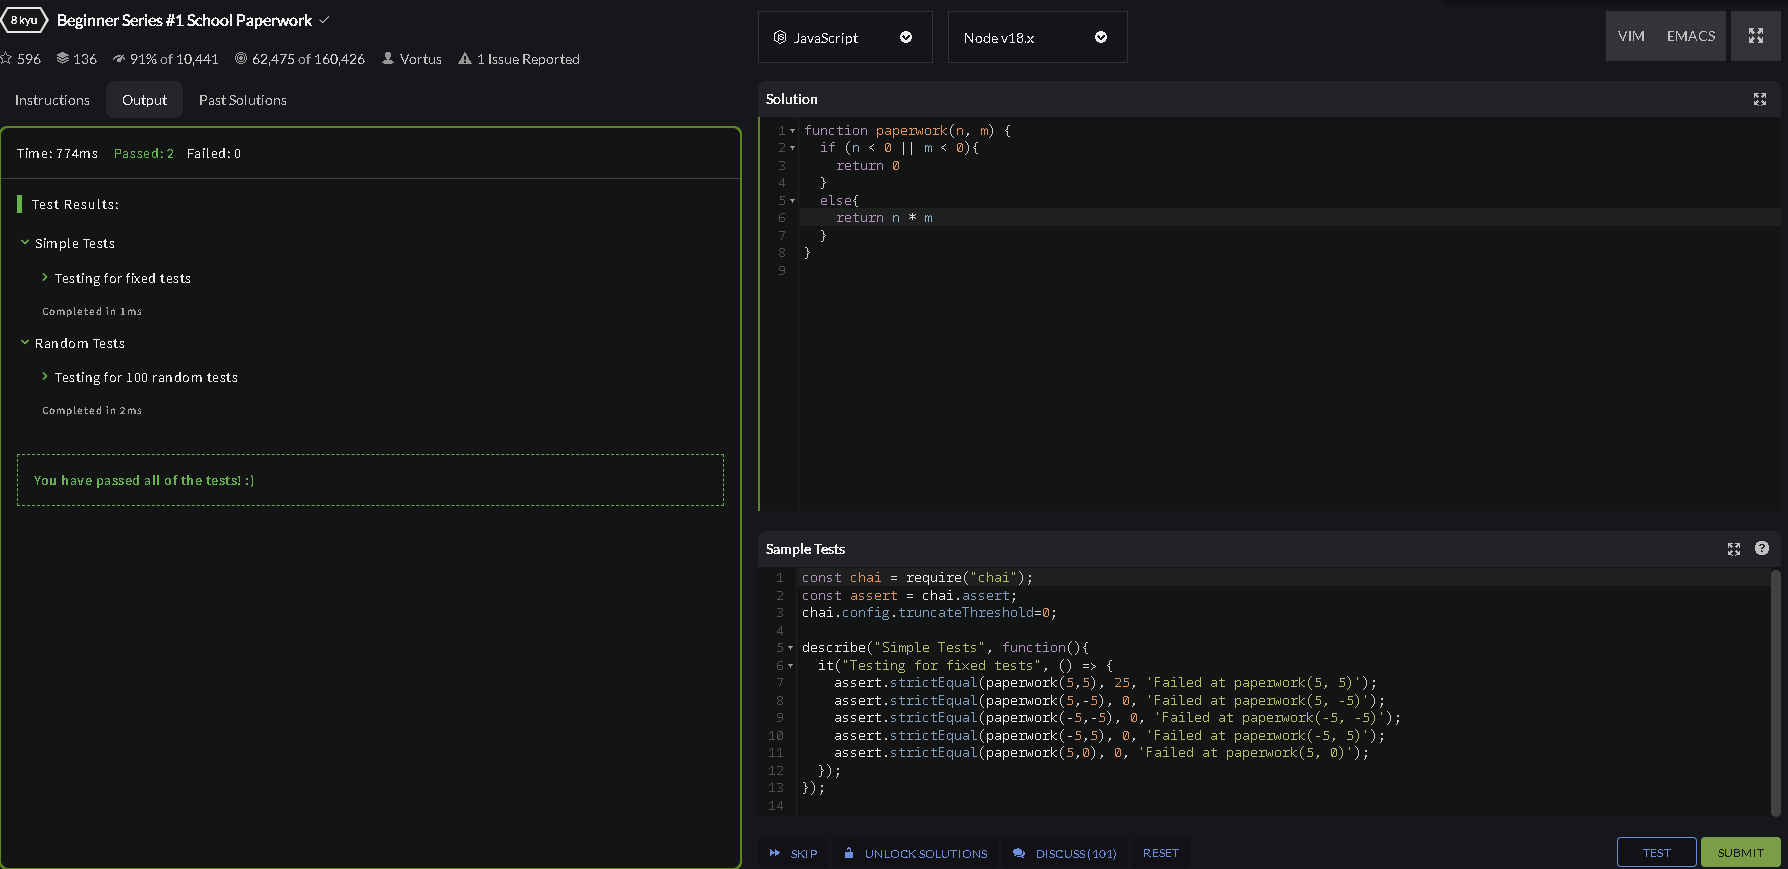 8 kyu Beginner Series #1 School Paperwork
596 136 91% of 10,441 62,475 of 160,426 Vortus 1 Issue Reported
Instructions Output Past Solutions
Time: 774ms Passed: 2 Failed: 0
Test Results:
Simple Tests
Testing for fixed tests
Completed in 1ms
Random Tests
Testing for 100 random tests
Completed in 2ms
You have passed all of the tests! :)
JavaScript Node v18.x VIM EMACS
Solution
1 function paperwork(n, m) {
2 if (n < 0 || m < 0){
3 return 0
4 }
5 else{
6 return n * m
7 }
8 }
9
Sample Tests
1 const chai = require("chai");
2 const assert = chai.assert;
3 chai.config.truncateThreshold=0;
4
5 describe("Simple Tests", function(){
6 it("Testing for fixed tests", () => {
7 assert.strictEqual(paperwork(5,5), 25, 'Failed at paperwork(5, 5)');
8 assert.strictEqual(paperwork(5,-5), 0, 'Failed at paperwork(5, -5)');
9 assert.strictEqual(paperwork(-5,-5), 0, 'Failed at paperwork(-5, -5)');
10 assert.strictEqual(paperwork(-5,5), 0, 'Failed at paperwork(-5, 5)');
11 assert.strictEqual(paperwork(5,0), 0, 'Failed at paperwork(5, 0)');
12 });
13 });
14
SKIP UNLOCK SOLUTIONS DISCUSS (101) RESET TEST SUBMIT